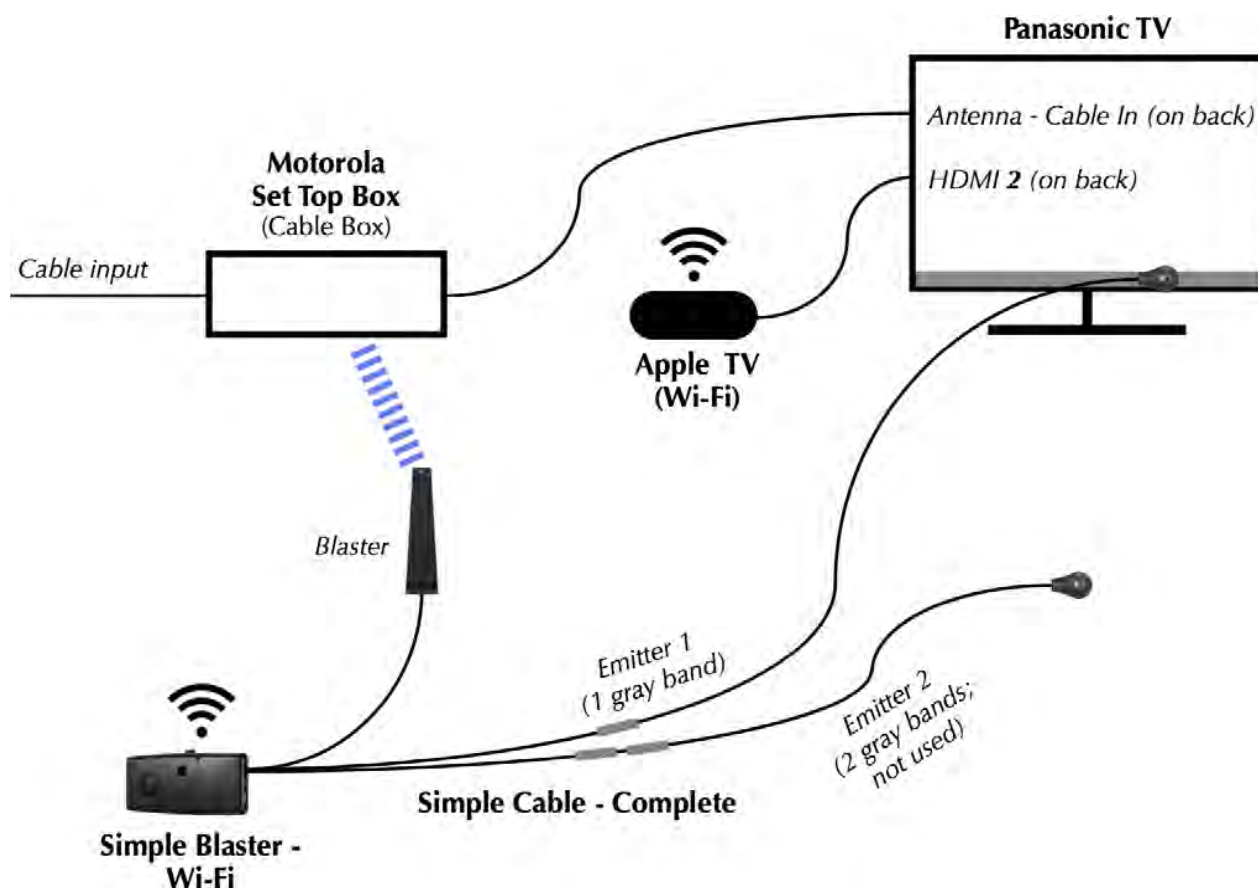 Panasonic TV
Antenna - Cable In (on back)
HDMI 2 (on back)
Motorola
Set Top Box
(Cable Box)
Cable input
Apple TV
(Wi-Fi)
Blaster
Emitter 1
(1 gray band)
Emitter 2
(2 gray bands;
not used)
Simple Cable - Complete
Simple Blaster -
Wi-Fi